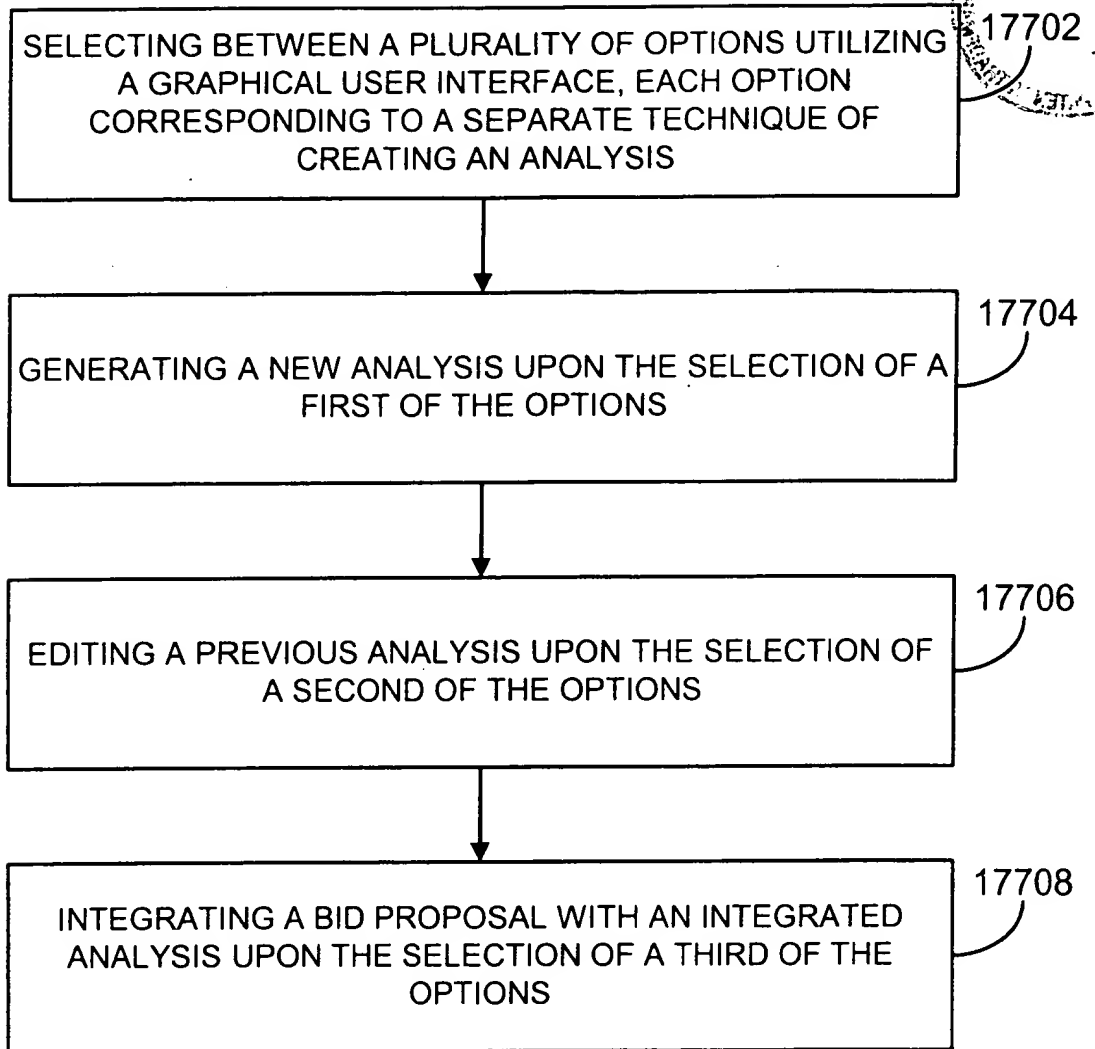 SELECTING BETWEEN A PLURALITY OF OPTIONS UTILIZING
A GRAPHICAL USER INTERFACE, EACH OPTION
CORRESPONDING TO A SEPARATE TECHNIQUE OF
CREATING AN ANALYSIS
17702
GENERATING A NEW ANALYSIS UPON THE SELECTION OF A
FIRST OF THE OPTIONS
17704
EDITING A PREVIOUS ANALYSIS UPON THE SELECTION OF
A SECOND OF THE OPTIONS
17706
INTEGRATING A BID PROPOSAL WITH AN INTEGRATED
ANALYSIS UPON THE SELECTION OF A THIRD OF THE
OPTIONS
17708